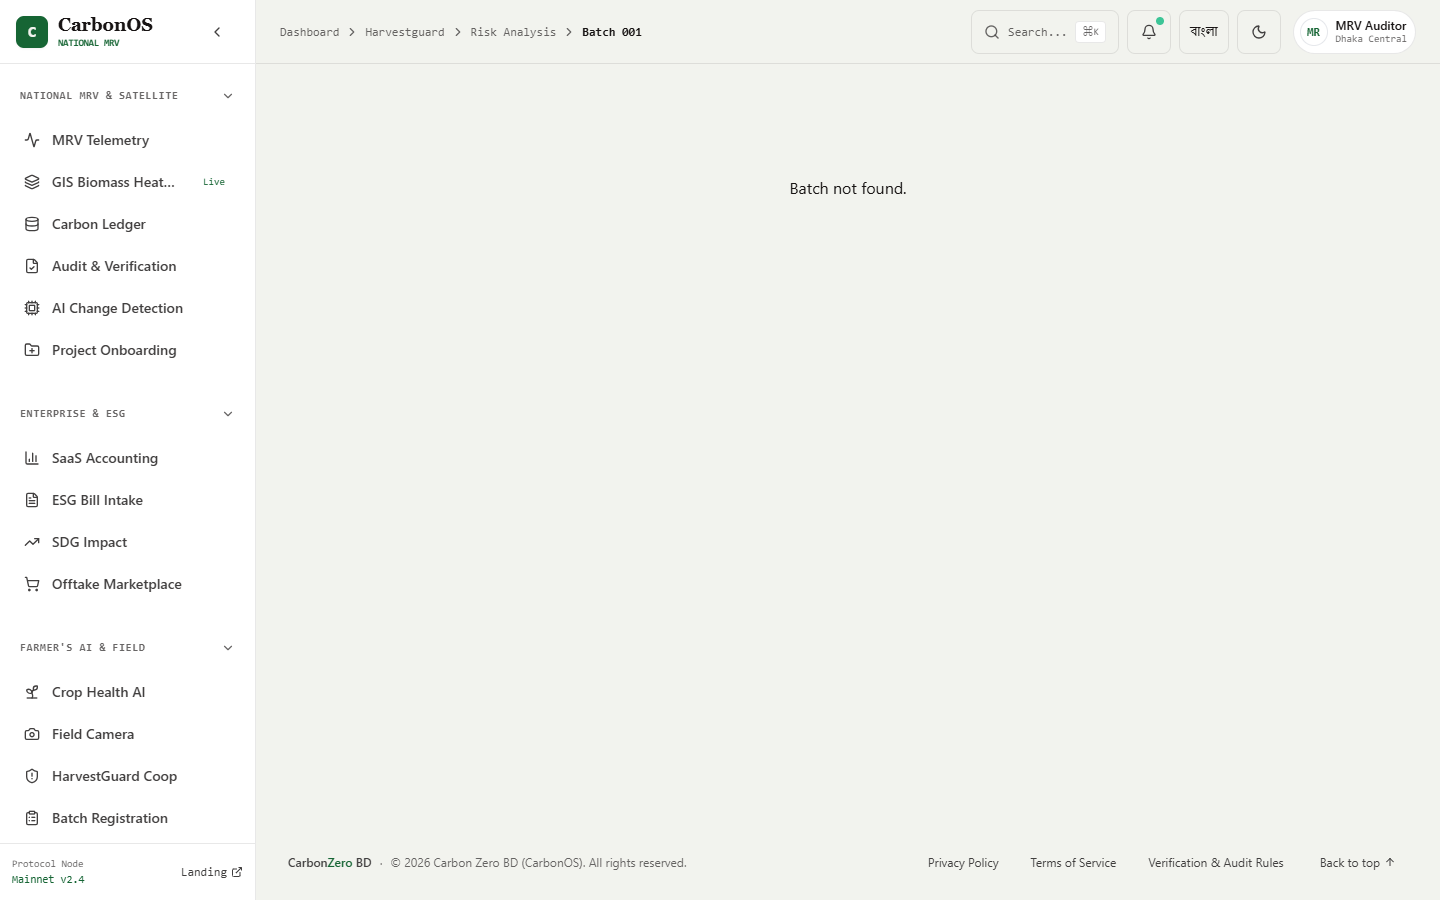 C
CarbonOS
NATIONAL MRV
Dashboard > Harvestguard > Risk Analysis > Batch 001
Search... ⌘K
বাংলা
MR
MRV Auditor
Dhaka Central
NATIONAL MRV & SATELLITE
MRV Telemetry
GIS Biomass Heat... Live
Carbon Ledger
Audit & Verification
AI Change Detection
Project Onboarding
ENTERPRISE & ESG
SaaS Accounting
ESG Bill Intake
SDG Impact
Offtake Marketplace
FARMER'S AI & FIELD
Crop Health AI
Field Camera
HarvestGuard Coop
Batch Registration
Protocol Node
Mainnet v2.4
Landing
Batch not found.
CarbonZero BD · © 2026 Carbon Zero BD (CarbonOS). All rights reserved.
Privacy Policy Terms of Service Verification & Audit Rules Back to top ↑